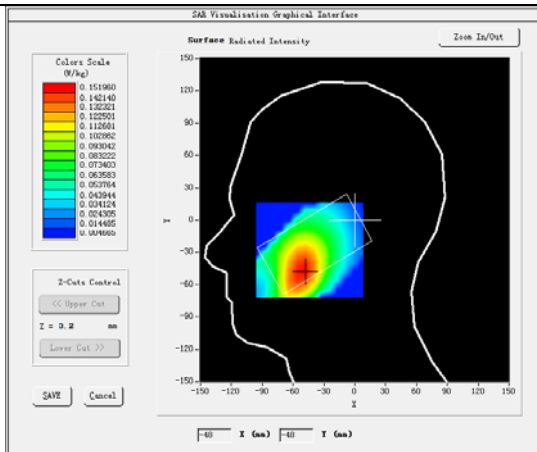 SAR Visualisation Graphical Interface
Surface Radiated Intensity
Zoom In/Out
Colors Scale
(W/kg)
0.151960
0.142140
0.132321
0.122501
0.112681
0.102862
0.093042
0.083222
0.073403
0.063583
0.053764
0.043944
0.034124
0.024305
0.014485
0.004665
Z-Cuts Control
<< Upper Cut
Z = 0.2 mm
Lower Cut >>
SAVE
Cancel
150
120
90
60
30
0
-30
-60
-90
-120
-150
Y
-150 -120 -90 -60 -30 0 30 60 90 120 150
X
-48 X (mm) -48 Y (mm)